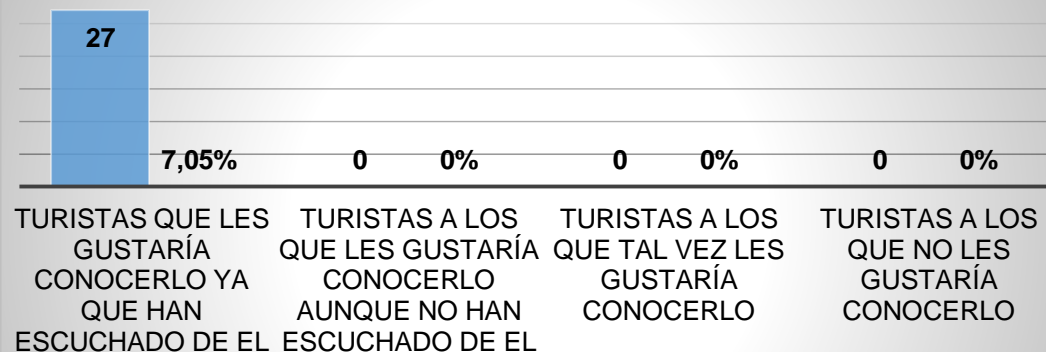 27
7,05% 0 0% 0 0% 0 0%
TURISTAS QUE LES
GUSTARÍA
CONOCERLO YA
QUE HAN
ESCUCHADO DE EL
TURISTAS A LOS
QUE LES GUSTARÍA
CONOCERLO
AUNQUE NO HAN
ESCUCHADO DE EL
TURISTAS A LOS
QUE TAL VEZ LES
GUSTARÍA
CONOCERLO
TURISTAS A LOS
QUE NO LES
GUSTARÍA
CONOCERLO